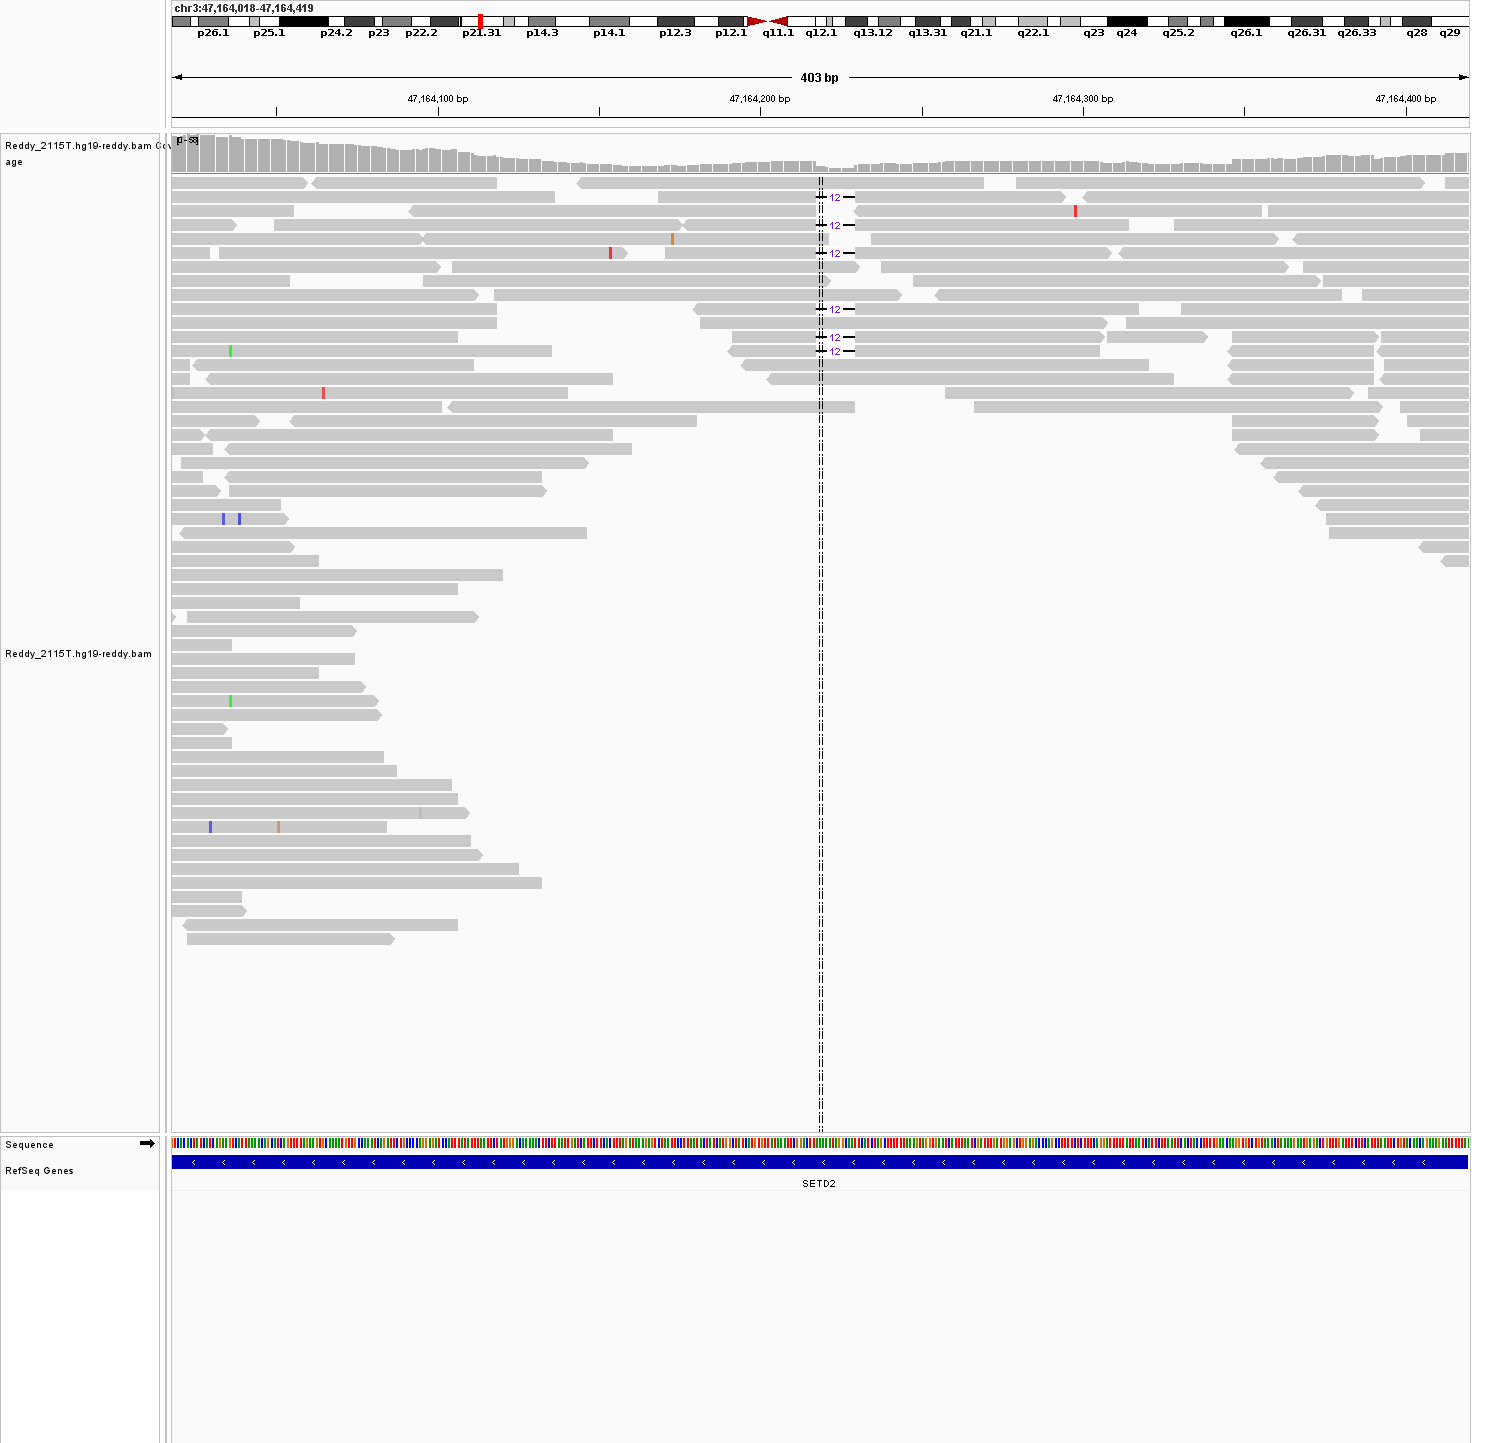 chr3:47,164,018-47,164,419
p26.1 p25.1 p24.2 p23 p22.2 p21.31 p14.3 p14.1 p12.3 p12.1 q11.1 q12.1 q13.12 q13.31 q21.1 q22.1 q23 q24 q25.2 q26.1 q26.31 q26.33 q28 q29
403 bp
47,164,100 bp 47,164,200 bp 47,164,300 bp 47,164,400 bp
Reddy_2115T.hg19-reddy.bam Cov
age
12
12
12
12
12
12
Reddy_2115T.hg19-reddy.bam
Sequence
RefSeq Genes
SETD2